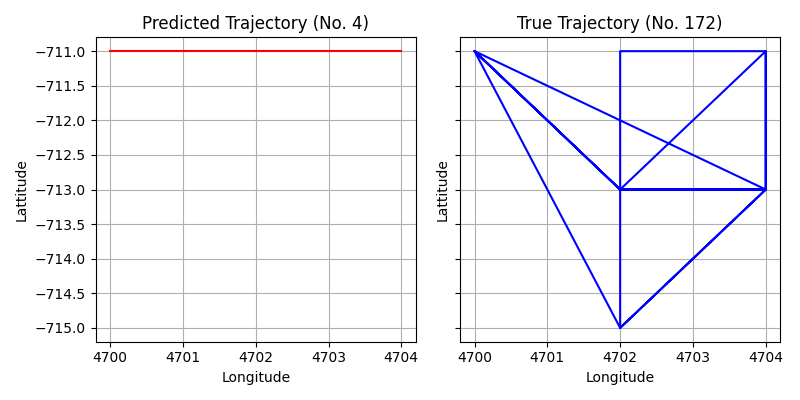 Predicted Trajectory (No. 4)
True Trajectory (No. 172)
Lattitude
−711.0
−711.5
−712.0
−712.5
−713.0
−713.5
−714.0
−714.5
−715.0
4700 4701 4702 4703 4704
Longitude
Lattitude
4700 4701 4702 4703 4704
Longitude